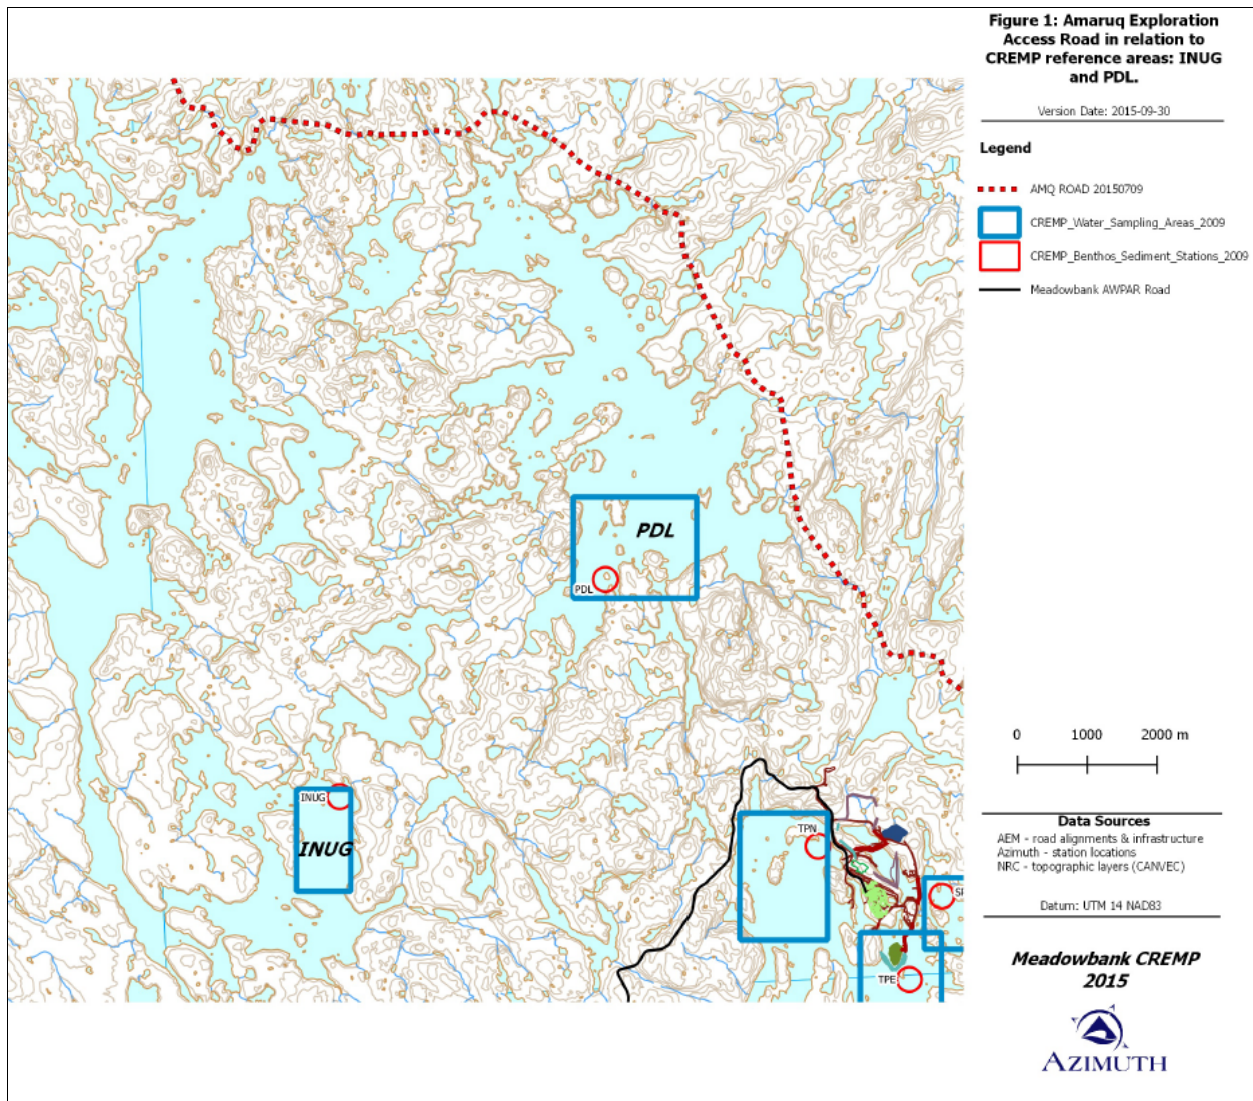 Figure 1: Amaruq Exploration
Access Road in relation to
CREMP reference areas: INUG
and PDL.
Version Date: 2015-09-30
Legend
AMQ ROAD 20150709
CREMP_Water_Sampling_Areas_2009
CREMP_Benthos_Sediment_Stations_2009
Meadowbank AWPAR Road
PDL
PDL
INUG
INUG
TPN
TPE
0 1000 2000 m
Data Sources
AEM - road alignments & infrastructure
Azimuth - station locations
NRC - topographic layers (CANVEC)
Datum: UTM 14 NAD83
Meadowbank CREMP
2015
AZIMUTH